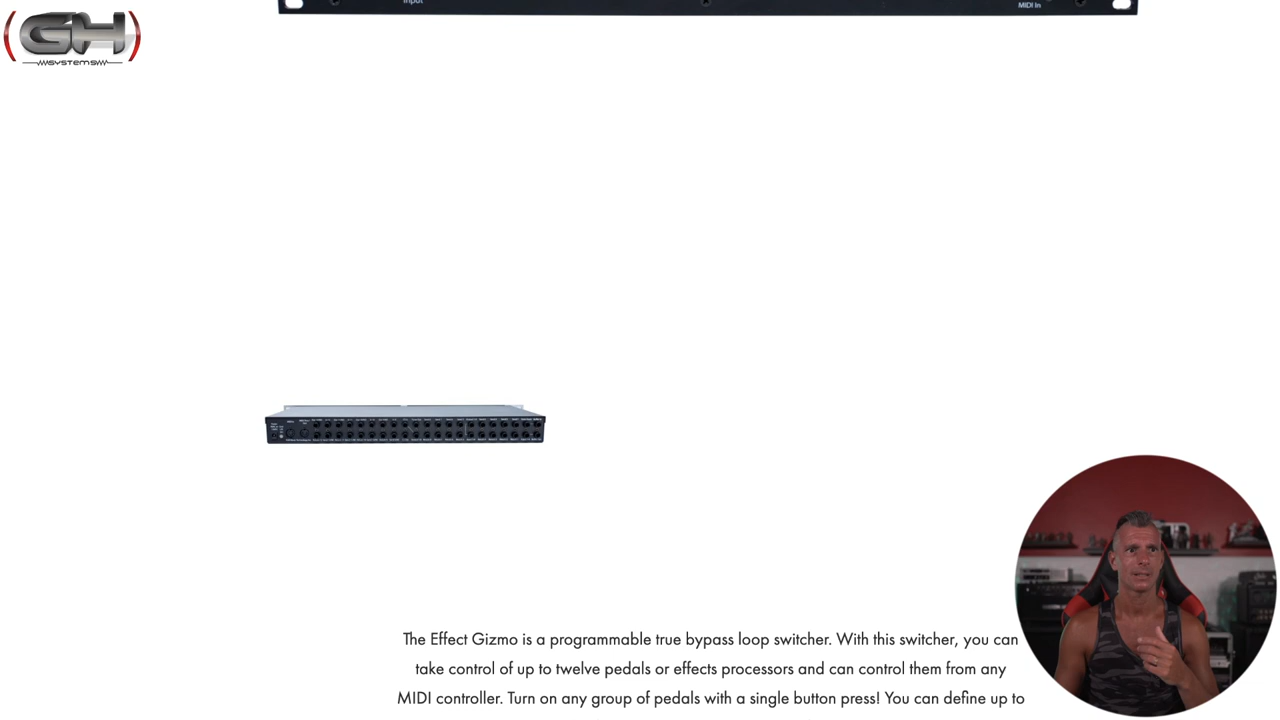 Input
MIDI In
GH
SYSTEMS
The Effect Gizmo is a programmable true bypass loop switcher. With this switcher, you can
take control of up to twelve pedals or effects processors and can control them from any
MIDI controller. Turn on any group of pedals with a single button press! You can define up to